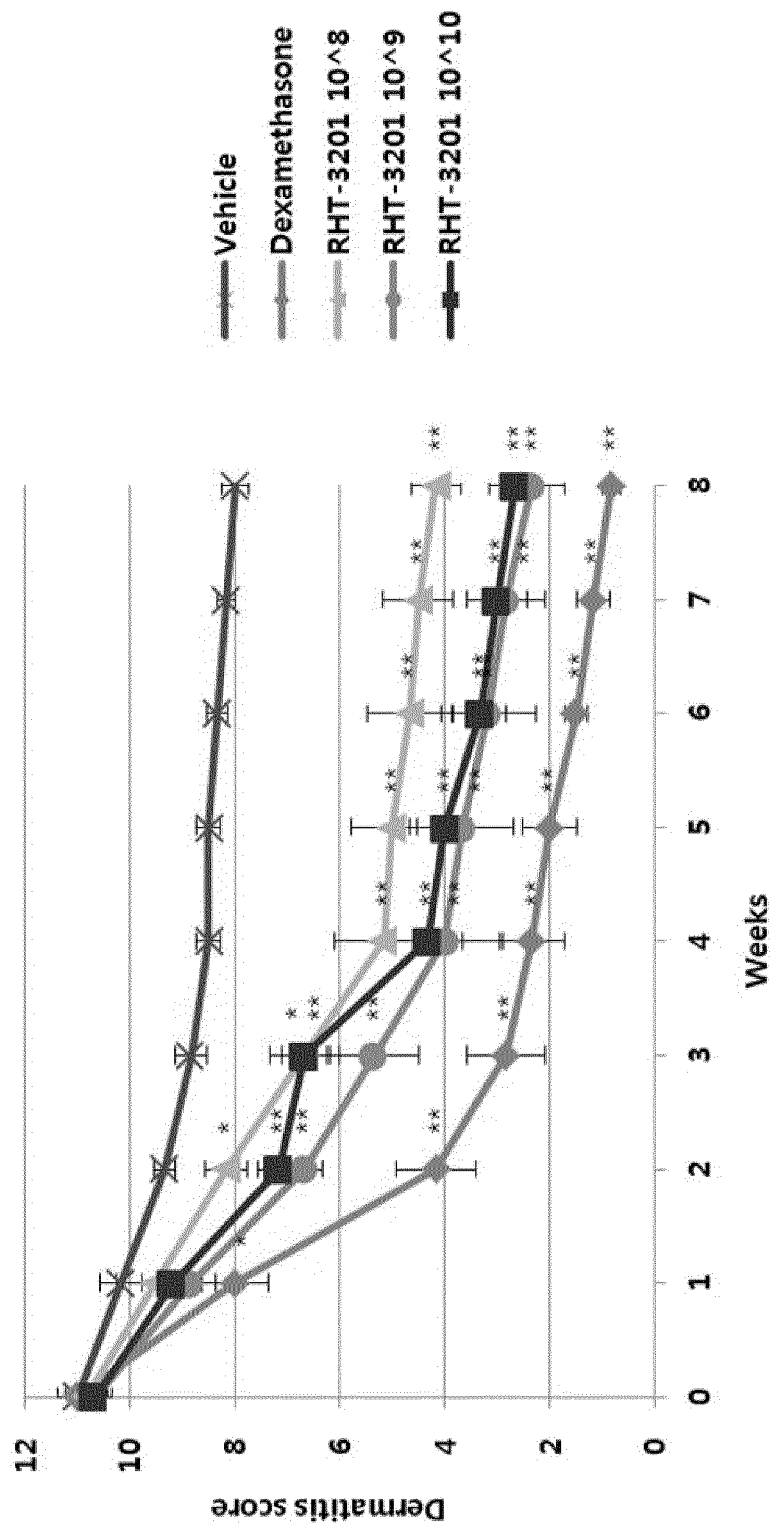 Dermatitis score
12
10
8
6
4
2
0
0 1 2 3 4 5 6 7 8
Weeks
* 
** * ** **
** * ** **
** ** ** **
** ** ** **
** ** ** **
** ** ** **
** ** ** **
Vehicle
Dexamethasone
RHT-3201 10^8
RHT-3201 10^9
RHT-3201 10^10